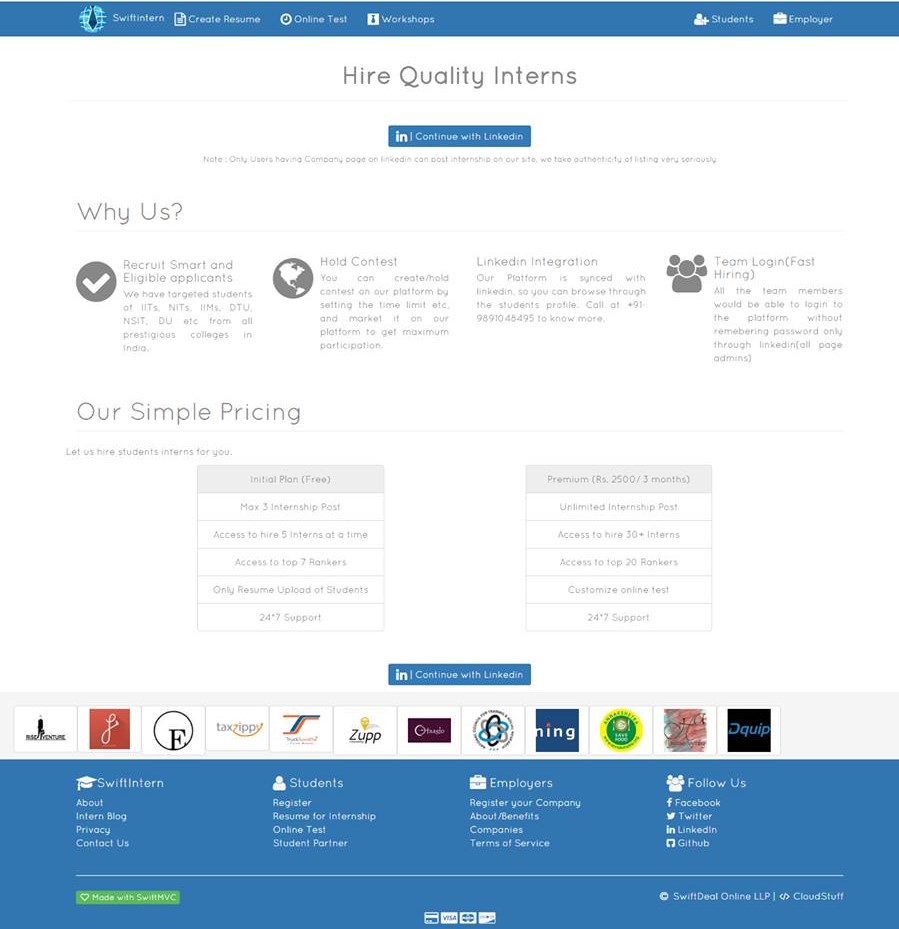 Swiftintern Create Resume Online Test Workshops Students Employer
Hire Quality Interns
in | Continue with Linkedin
Note : Only Users having Company page on linkedin can post internship on our site, we take authenticity of listing very seriously
Why Us?
Recruit Smart and
Eligible applicants
We have targeted students
of IITs, NITs, IIMs, DTU,
NSIT, DU etc from all
prestigious colleges in
India.
Hold Contest
You can create/hold
contest on our platform by
setting the time limit etc,
and market it on our
platform to get maximum
participation.
Linkedin Integration
Our Platform is synced with
linkedin, so you can browse through
the students profile. Call at +91-
9891048495 to know more.
Team Login(Fast
Hiring)
All the team members
would be able to login to
the platform without
remebering password only
through linkedin(all page
admins)
Our Simple Pricing
Let us hire students interns for you.
Initial Plan (Free)
Max 3 Internship Post
Access to hire 5 Interns at a time
Access to top 7 Rankers
Only Resume Upload of Students
24*7 Support
Premium (Rs. 2500/ 3 months)
Unlimited Internship Post
Access to hire 30+ Interns
Access to top 20 Rankers
Customize online test
24*7 Support
in | Continue with Linkedin
taxzippy
Zupp
ning
SAVE
FOOD
Dquip
SwiftIntern
About
Intern Blog
Privacy
Contact Us
Students
Register
Resume for Internship
Online Test
Student Partner
Employers
Register your Company
About/Benefits
Companies
Terms of Service
Follow Us
Facebook
Twitter
LinkedIn
Github
Made with SwiftMVC
© SwiftDeal Online LLP | </> CloudStuff
VISA